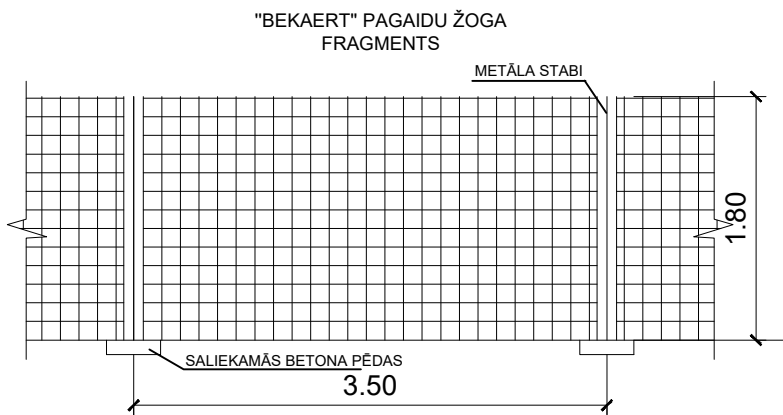 "BEKAERT" PAGAIDU ŽOGA
FRAGMENTS
METĀLA STABI
1.80
SALIEKAMĀS BETONA PĒDAS
3.50